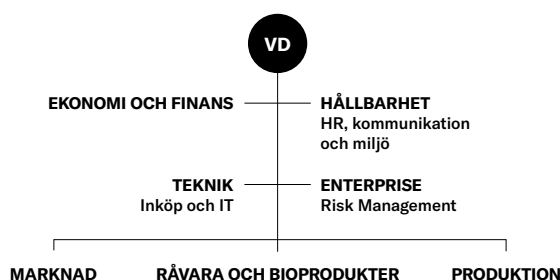 VD
EKONOMI OCH FINANS
HÅLLBARHET
HR, kommunikation
och miljö
TEKNIK
Inköp och IT
ENTERPRISE
Risk Management
MARKNAD
RÅVARA OCH BIOPRODUKTER
PRODUKTION